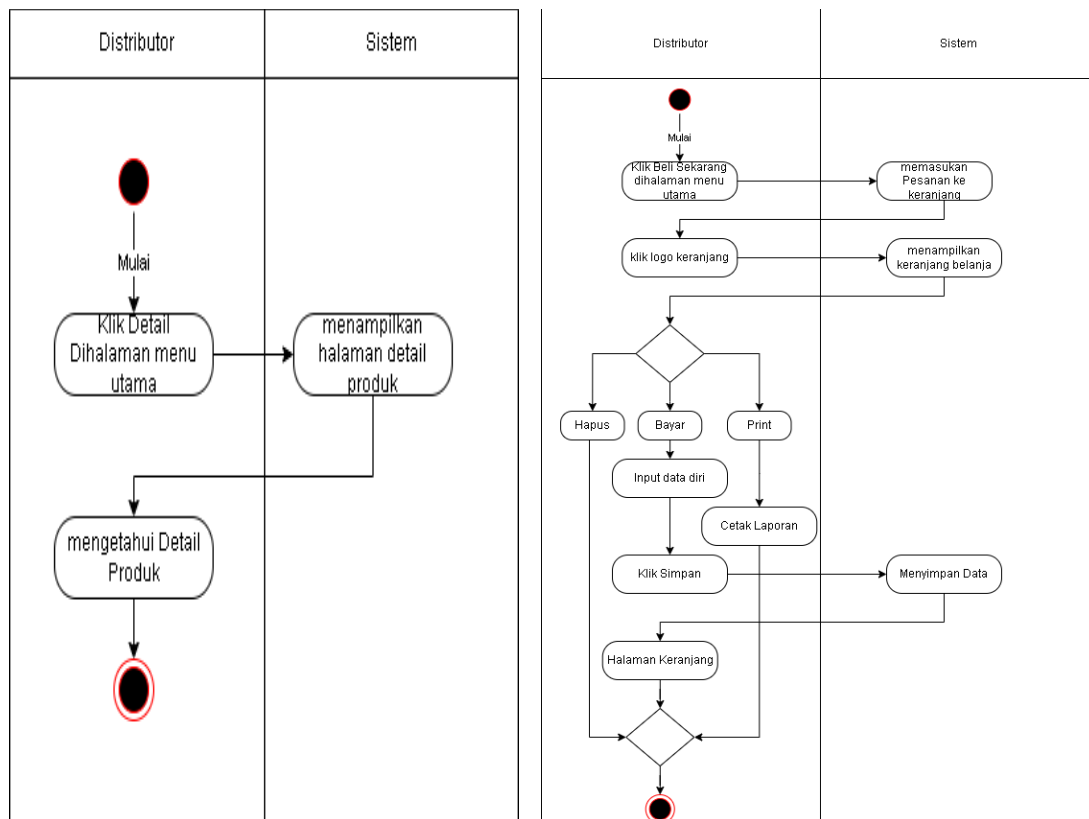 Distributor
Sistem
Mulai
Klik Detail
Dihalaman menu
utama
menampilkan
halaman detail
produk
mengetahui Detail
Produk
Distributor
Sistem
Mulai
Klik Beli Sekarang
dihalaman menu
utama
memasukan
Pesanan ke
keranjang
klik logo keranjang
menampilkan
keranjang belanja
Hapus
Bayar
Print
Input data diri
Cetak Laporan
Klik Simpan
Menyimpan Data
Halaman Keranjang